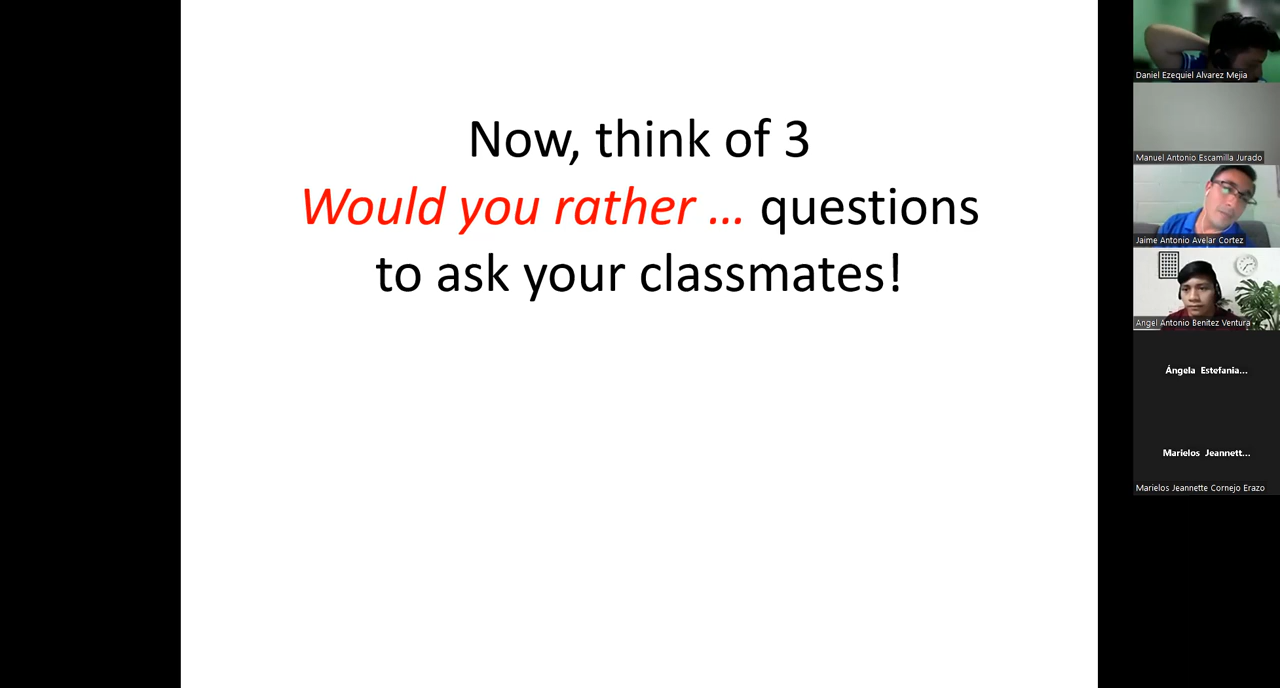 Now, think of 3
Would you rather ... questions
to ask your classmates!
Daniel Ezequiel Alvarez Mejia
Manuel Antonio Escamilla Jurado
Jaime Antonio Avelar Cortez
Angel Antonio Benitez Ventura
Ángela Estefania...
Marielos Jeannett...
Marielos Jeannette Cornejo Erazo